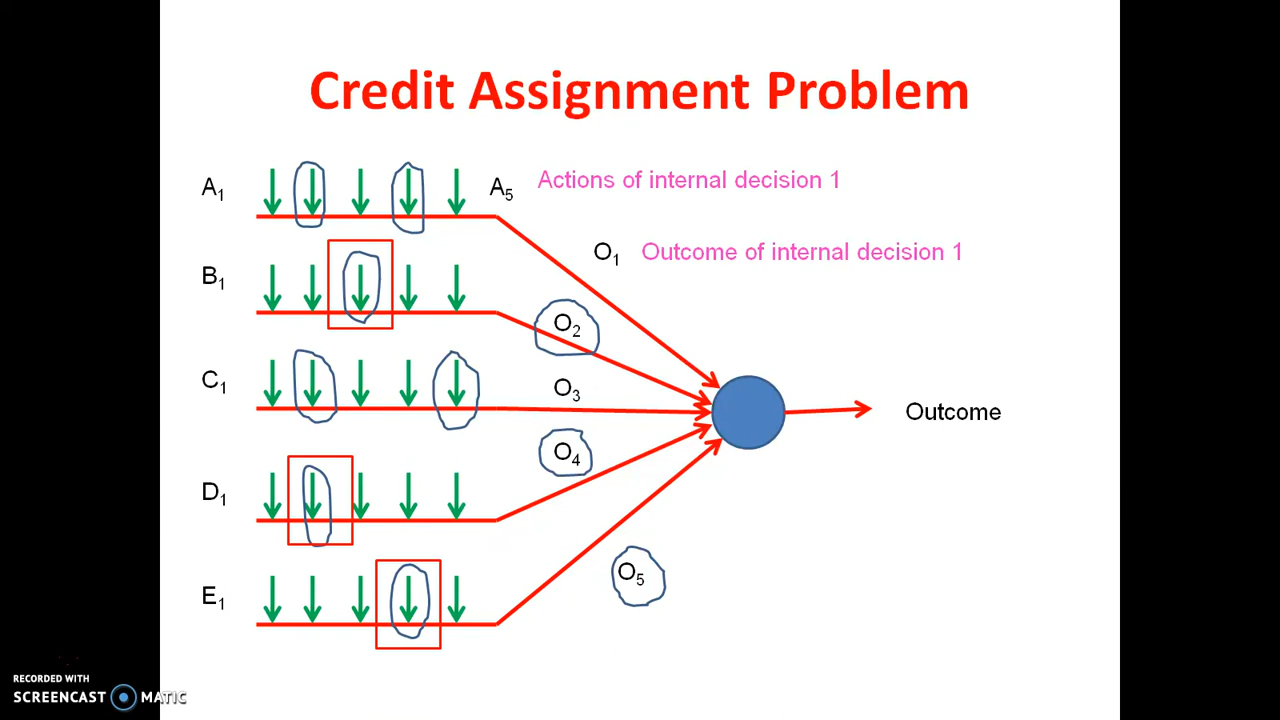 Credit Assignment Problem
A1 A5 Actions of internal decision 1
O1 Outcome of internal decision 1
B1
O2
C1
O3
Outcome
O4
D1
O5
E1
RECORDED WITH
SCREENCAST MATIC